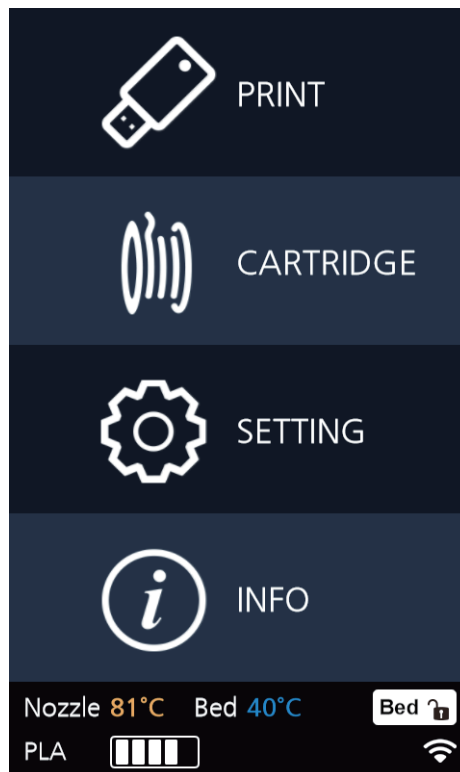 PRINT
CARTRIDGE
SETTING
INFO
Nozzle 81°C Bed 40°C Bed
PLA